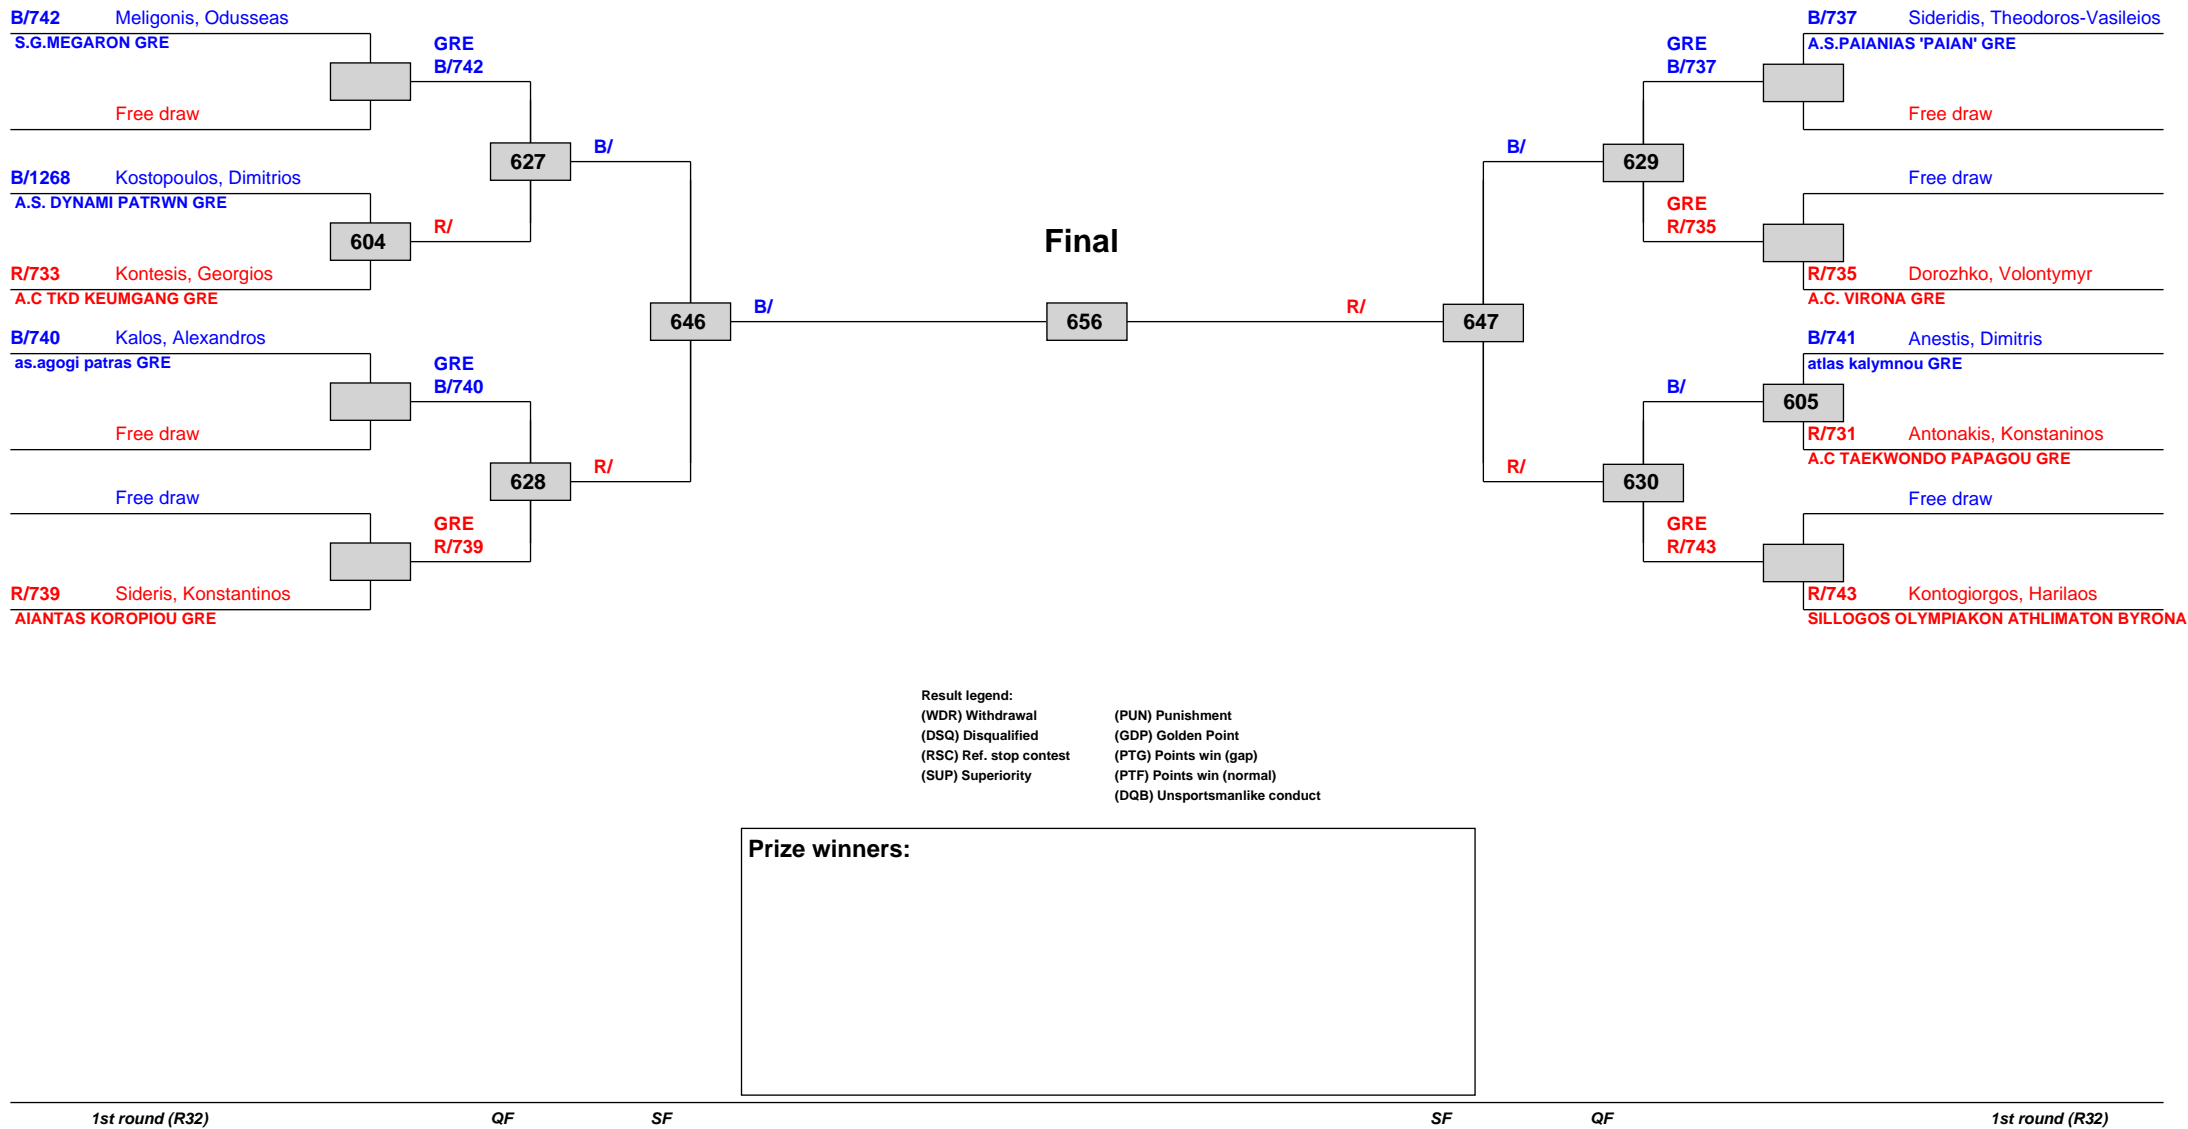 B/742 Meligonis, Odusseas
S.G.MEGARON GRE
GRE
B/742
Free draw
627
B/
B/1268 Kostopoulos, Dimitrios
A.S. DYNAMI PATRWN GRE
604
R/
R/733 Kontesis, Georgios
A.C TKD KEUMGANG GRE
646
B/
B/740 Kalos, Alexandros
as.agogi patras GRE
GRE
B/740
Free draw
628
R/
Free draw
GRE
R/739
R/739 Sideris, Konstantinos
AIANTAS KOROPIOU GRE
Final
656
B/737 Sideridis, Theodoros-Vasileios
A.S.PAIANIAS 'PAIAN' GRE
GRE
B/737
Free draw
B/
629
Free draw
GRE
R/735
R/735 Dorozhko, Volontymyr
A.C. VIRONA GRE
R/
647
B/741 Anestis, Dimitris
atlas kalymnou GRE
B/
605
R/731 Antonakis, Konstaninos
A.C TAEKWONDO PAPAGOU GRE
R/
630
Free draw
GRE
R/743
R/743 Kontogiorgos, Harilaos
SILLOGOS OLYMPIAKON ATHLIMATON BYRONA
Result legend:
(WDR) Withdrawal (PUN) Punishment
(DSQ) Disqualified (GDP) Golden Point
(RSC) Ref. stop contest (PTG) Points win (gap)
(SUP) Superiority (PTF) Points win (normal)
(DQB) Unsportsmanlike conduct
Prize winners:
1st round (R32) QF SF SF QF 1st round (R32)